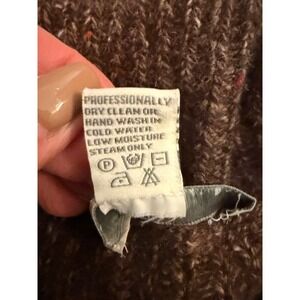 PROFESSIONALLY
DRY CLEAN OR
HAND WASH IN
COLD WATER
LOW MOISTURE
STEAM ONLY
P